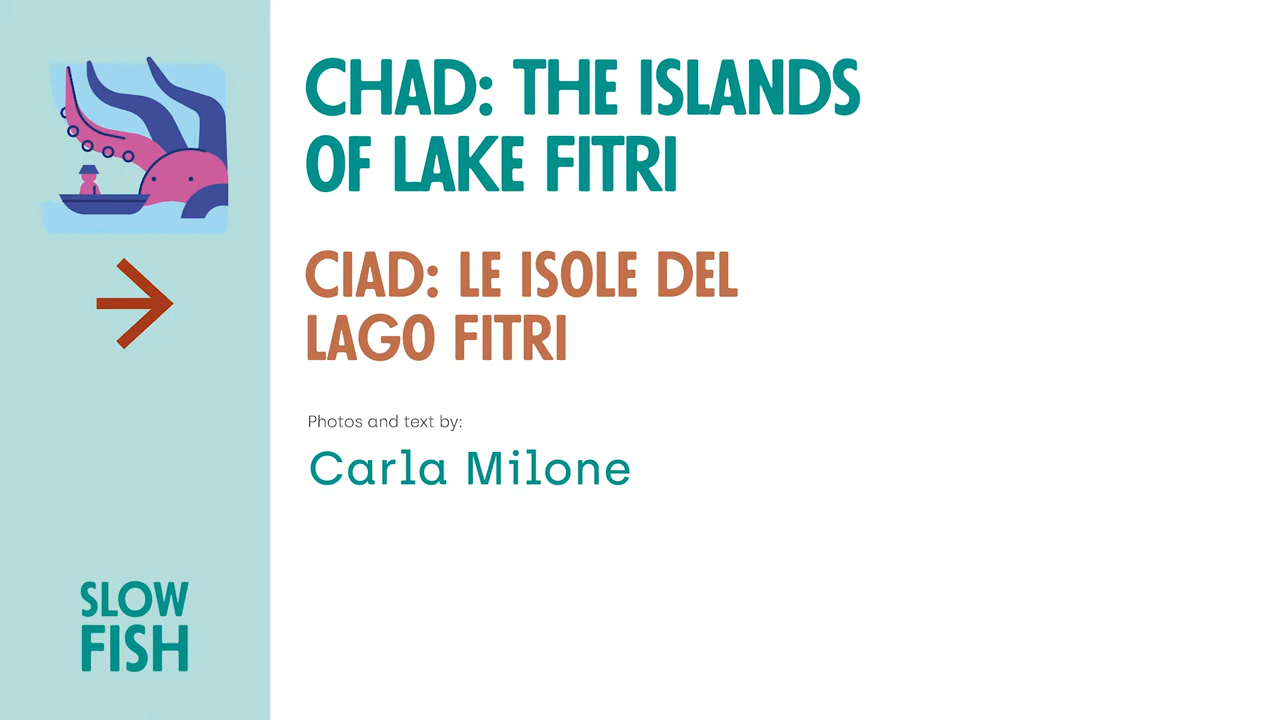 CHAD: THE ISLANDS
OF LAKE FITRI
CIAD: LE ISOLE DEL
LAGO FITRI
Photos and text by:
Carla Milone
SLOW
FISH